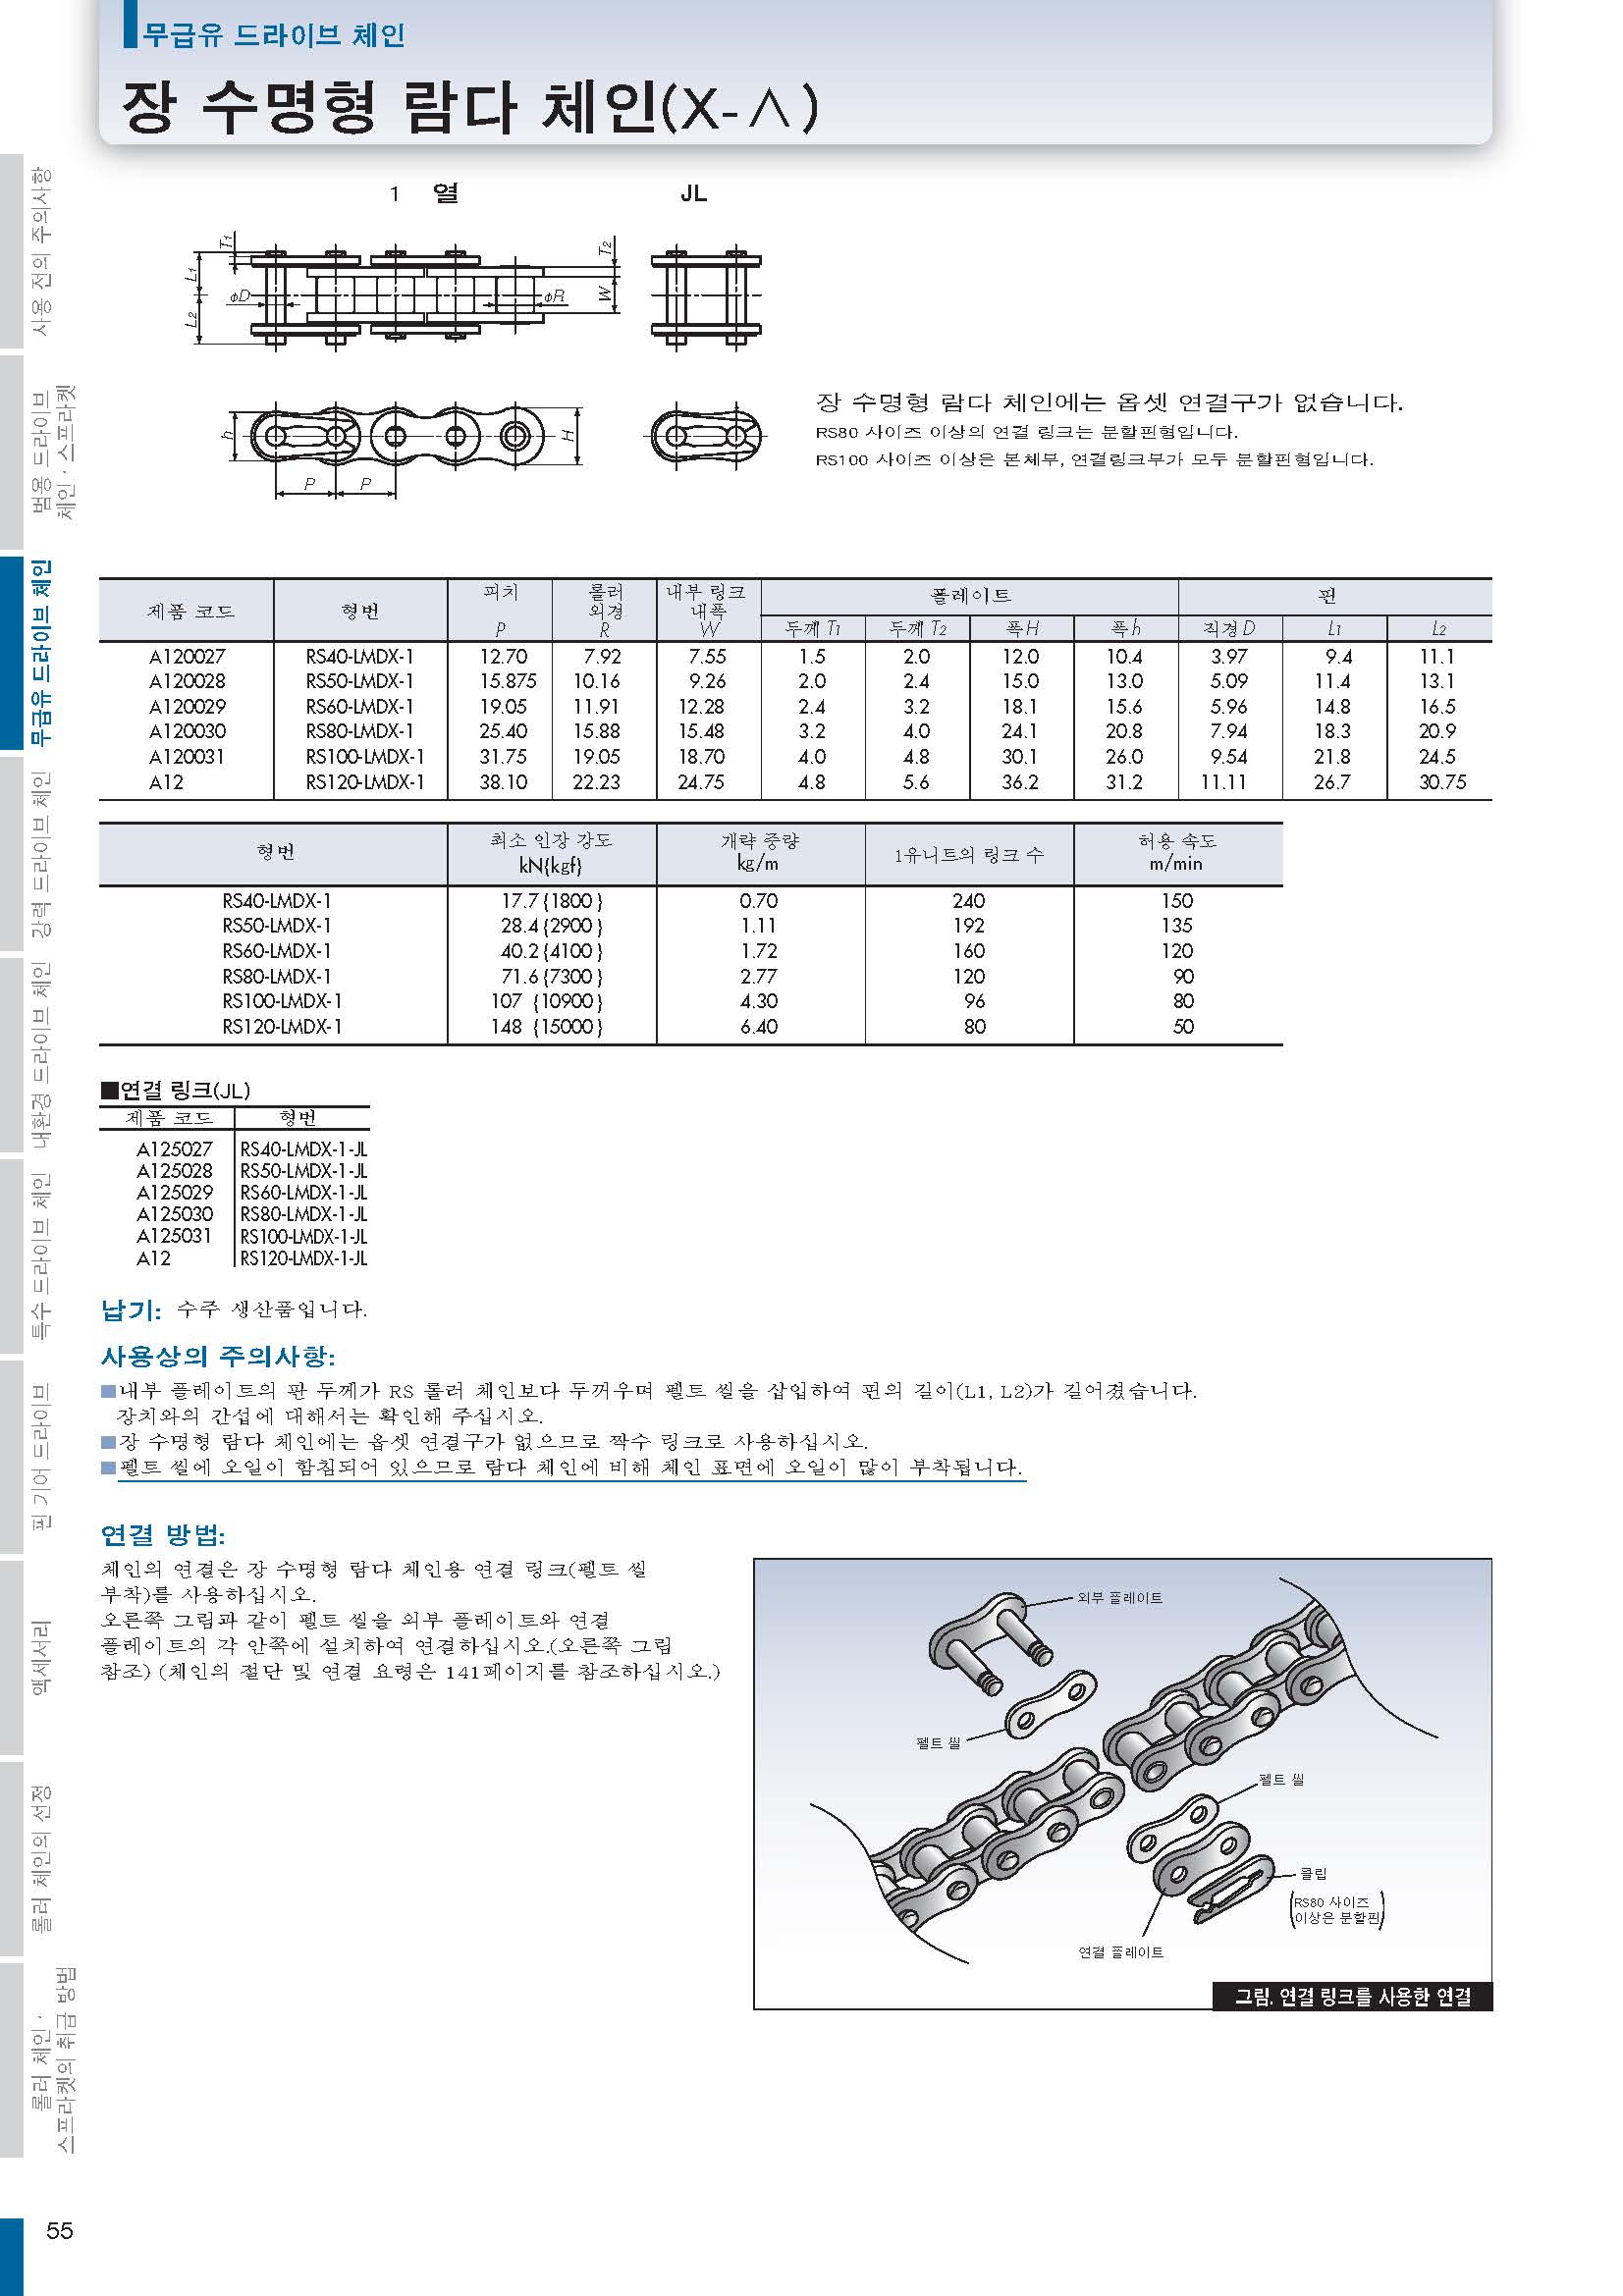 무급유 드라이브 체인
장 수명형 람다 체인(X-∧)
사용 전의 주의사항
범용 드라이브
체인 · 스프라켓
무급유 드라이브 체인
강력 드라이브 체인
내환경 드라이브 체인
특수 드라이브 체인
핀 기어 드라이브
액세서리
롤러 체인의 선정
롤러 체인 ·
스프라켓의 취급 방법
1 열 JL
T1 T2
L1 L2 φD φR W
h H
P P
장 수명형 람다 체인에는 옵셋 연결구가 없습니다.
RS80 사이즈 이상의 연결 링크는 분할핀형입니다.
RS100 사이즈 이상은 본체부, 연결링크부가 모두 분할핀형입니다.
제품 코드 형번 피치 P 롤러 외경 R 내부 링크 내폭 W 플레이트 핀
두께 T1 두께 T2 폭 H 폭 h 직경 D L1 L2
A120027 RS40-LMDX-1 12.70 7.92 7.55 1.5 2.0 12.0 10.4 3.97 9.4 11.1
A120028 RS50-LMDX-1 15.875 10.16 9.26 2.0 2.4 15.0 13.0 5.09 11.4 13.1
A120029 RS60-LMDX-1 19.05 11.91 12.28 2.4 3.2 18.1 15.6 5.96 14.8 16.5
A120030 RS80-LMDX-1 25.40 15.88 15.48 3.2 4.0 24.1 20.8 7.94 18.3 20.9
A120031 RS100-LMDX-1 31.75 19.05 18.70 4.0 4.8 30.1 26.0 9.54 21.8 24.5
A12 RS120-LMDX-1 38.10 22.23 24.75 4.8 5.6 36.2 31.2 11.11 26.7 30.75
형번 최소 인장 강도 kN{kgf} 개략 중량 kg/m 1유니트의 링크 수 허용 속도 m/min
RS40-LMDX-1 17.7{1800} 0.70 240 150
RS50-LMDX-1 28.4{2900} 1.11 192 135
RS60-LMDX-1 40.2{4100} 1.72 160 120
RS80-LMDX-1 71.6{7300} 2.77 120 90
RS100-LMDX-1 107 {10900} 4.30 96 80
RS120-LMDX-1 148 {15000} 6.40 80 50
■연결 링크(JL)
제품 코드 형번
A125027 RS40-LMDX-1-JL
A125028 RS50-LMDX-1-JL
A125029 RS60-LMDX-1-JL
A125030 RS80-LMDX-1-JL
A125031 RS100-LMDX-1-JL
A12 RS120-LMDX-1-JL
납기: 수주 생산품입니다.
사용상의 주의사항:
■내부 플레이트의 판 두께가 RS 롤러 체인보다 두꺼우며 펠트 씰을 삽입하여 핀의 길이(L1, L2)가 길어졌습니다.
장치와의 간섭에 대해서는 확인해 주십시오.
■장 수명형 람다 체인에는 옵셋 연결구가 없으므로 짝수 링크로 사용하십시오.
■펠트 씰에 오일이 함침되어 있으므로 람다 체인에 비해 체인 표면에 오일이 많이 부착됩니다.
연결 방법:
체인의 연결은 장 수명형 람다 체인용 연결 링크(펠트 씰
부착)를 사용하십시오.
오른쪽 그림과 같이 펠트 씰을 외부 플레이트와 연결
플레이트의 각 안쪽에 설치하여 연결하십시오.(오른쪽 그림
참조) (체인의 절단 및 연결 요령은 141페이지를 참조하십시오.)
외부 플레이트
펠트 씰
펠트 씰
클립
(RS80 사이즈
이상은 분할핀)
연결 플레이트
그림. 연결 링크를 사용한 연결
55